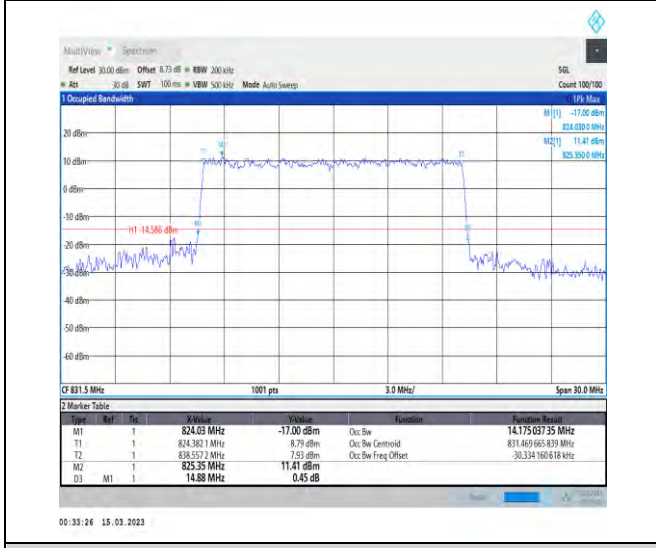 MultiView Spectrum
Ref Level 30.00 dBm Offset 8.73 dB RBW 200 kHz SGL
Att 30 dB SWT 100 ms VBW 500 kHz Mode Auto Sweep Count 100/100
1 Occupied Bandwidth 1Pk Max
M1[1] -17.00 dBm
824.0300 MHz
M2[1] 11.41 dBm
825.3500 MHz
20 dBm
10 dBm
0 dBm
-10 dBm
H1 -14.586 dBm
-20 dBm
-30 dBm
-40 dBm
-50 dBm
-60 dBm
CF 831.5 MHz 1001 pts 3.0 MHz/ Span 30.0 MHz
2 Marker Table
Type Ref Trc X-Value Y-Value Function Function Result
M1 1 824.03 MHz -17.00 dBm Occ Bw 14.175 037 35 MHz
T1 1 824.382 1 MHz 8.79 dBm Occ Bw Centroid 831.469 665 839 MHz
T2 1 838.557 2 MHz 7.93 dBm Occ Bw Freq Offset -30.334 160 618 kHz
M2 1 825.35 MHz 11.41 dBm
D3 M1 1 14.88 MHz 0.45 dB
00:33:26 15.03.2023